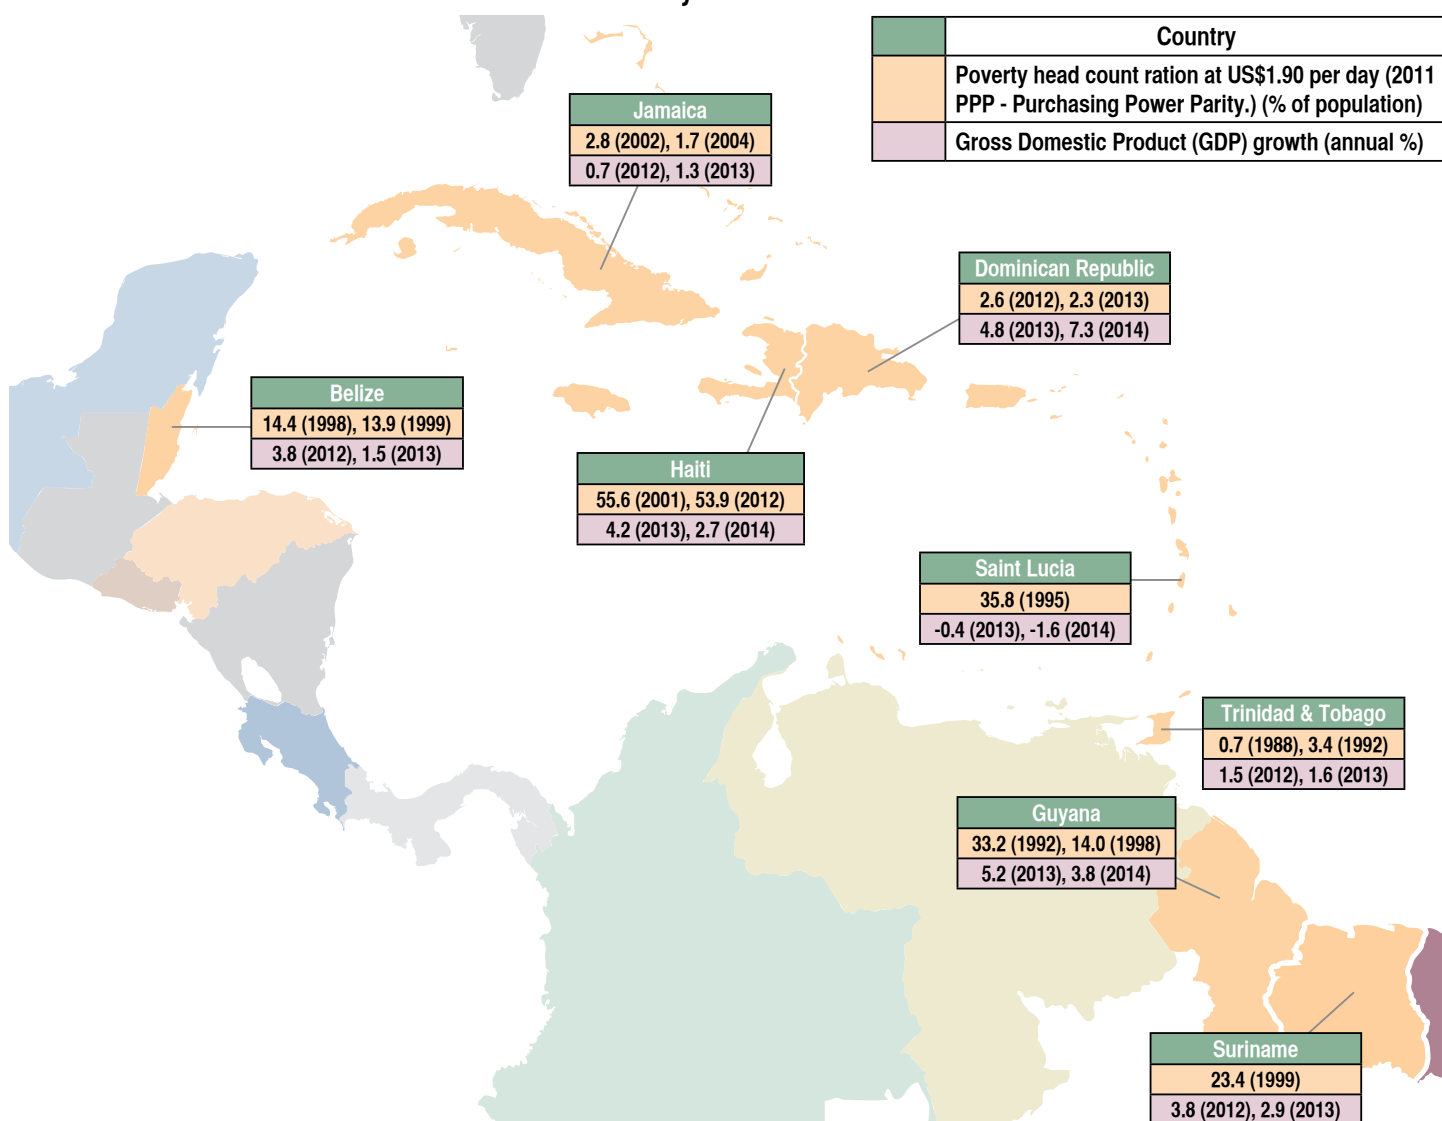 Country
Poverty head count ration at US$1.90 per day (2011
PPP - Purchasing Power Parity.) (% of population)
Gross Domestic Product (GDP) growth (annual %)
Jamaica
2.8 (2002), 1.7 (2004)
0.7 (2012), 1.3 (2013)
Dominican Republic
2.6 (2012), 2.3 (2013)
4.8 (2013), 7.3 (2014)
Belize
14.4 (1998), 13.9 (1999)
3.8 (2012), 1.5 (2013)
Haiti
55.6 (2001), 53.9 (2012)
4.2 (2013), 2.7 (2014)
Saint Lucia
35.8 (1995)
-0.4 (2013), -1.6 (2014)
Trinidad & Tobago
0.7 (1988), 3.4 (1992)
1.5 (2012), 1.6 (2013)
Guyana
33.2 (1992), 14.0 (1998)
5.2 (2013), 3.8 (2014)
Suriname
23.4 (1999)
3.8 (2012), 2.9 (2013)